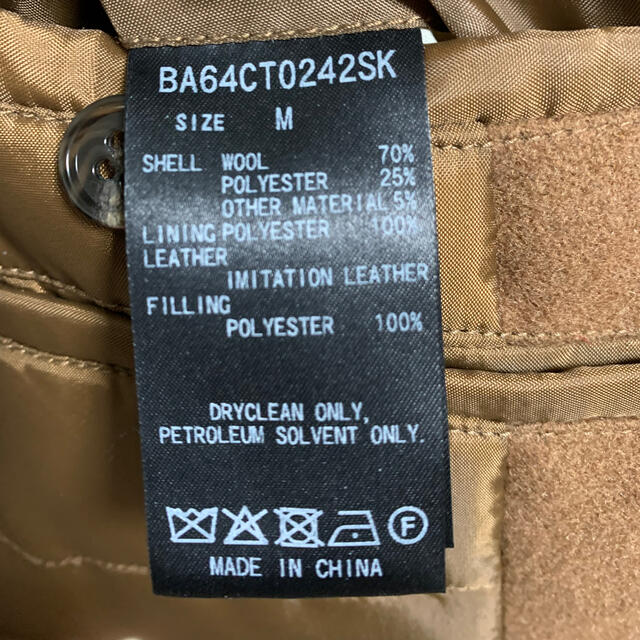 BA64CT0242SK
SIZE M
SHELL WOOL 70%
POLYESTER 25%
OTHER MATERIAL 5%
LINING POLYESTER 100%
LEATHER
IMITATION LEATHER
FILLING
POLYESTER 100%
DRYCLEAN ONLY,
PETROLEUM SOLVENT ONLY.
F
MADE IN CHINA